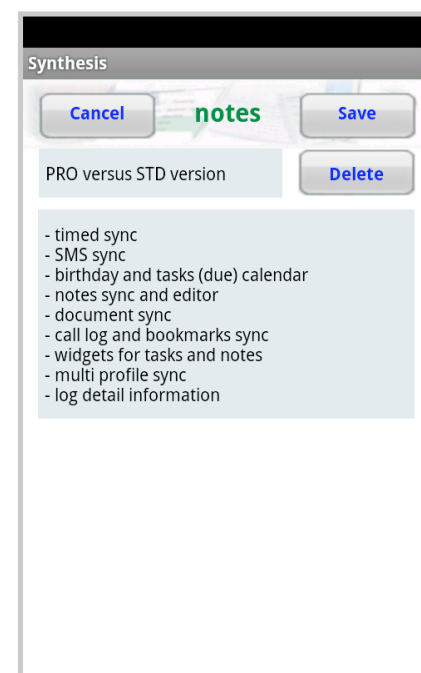 Synthesis
Cancel notes Save
PRO versus STD version Delete
- timed sync
- SMS sync
- birthday and tasks (due) calendar
- notes sync and editor
- document sync
- call log and bookmarks sync
- widgets for tasks and notes
- multi profile sync
- log detail information